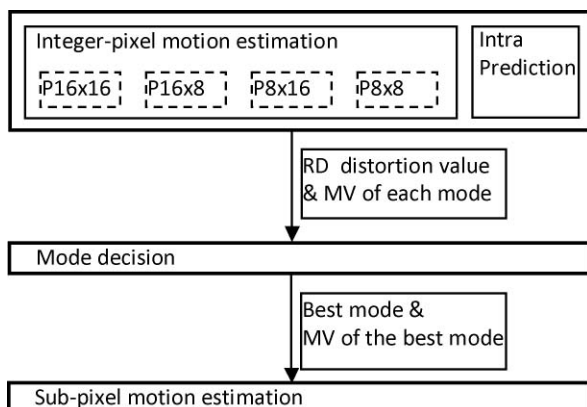 Integer-pixel motion estimation
P16x16 P16x8 P8x16 P8x8
Intra
Prediction
RD distortion value
& MV of each mode
Mode decision
Best mode &
MV of the best mode
Sub-pixel motion estimation